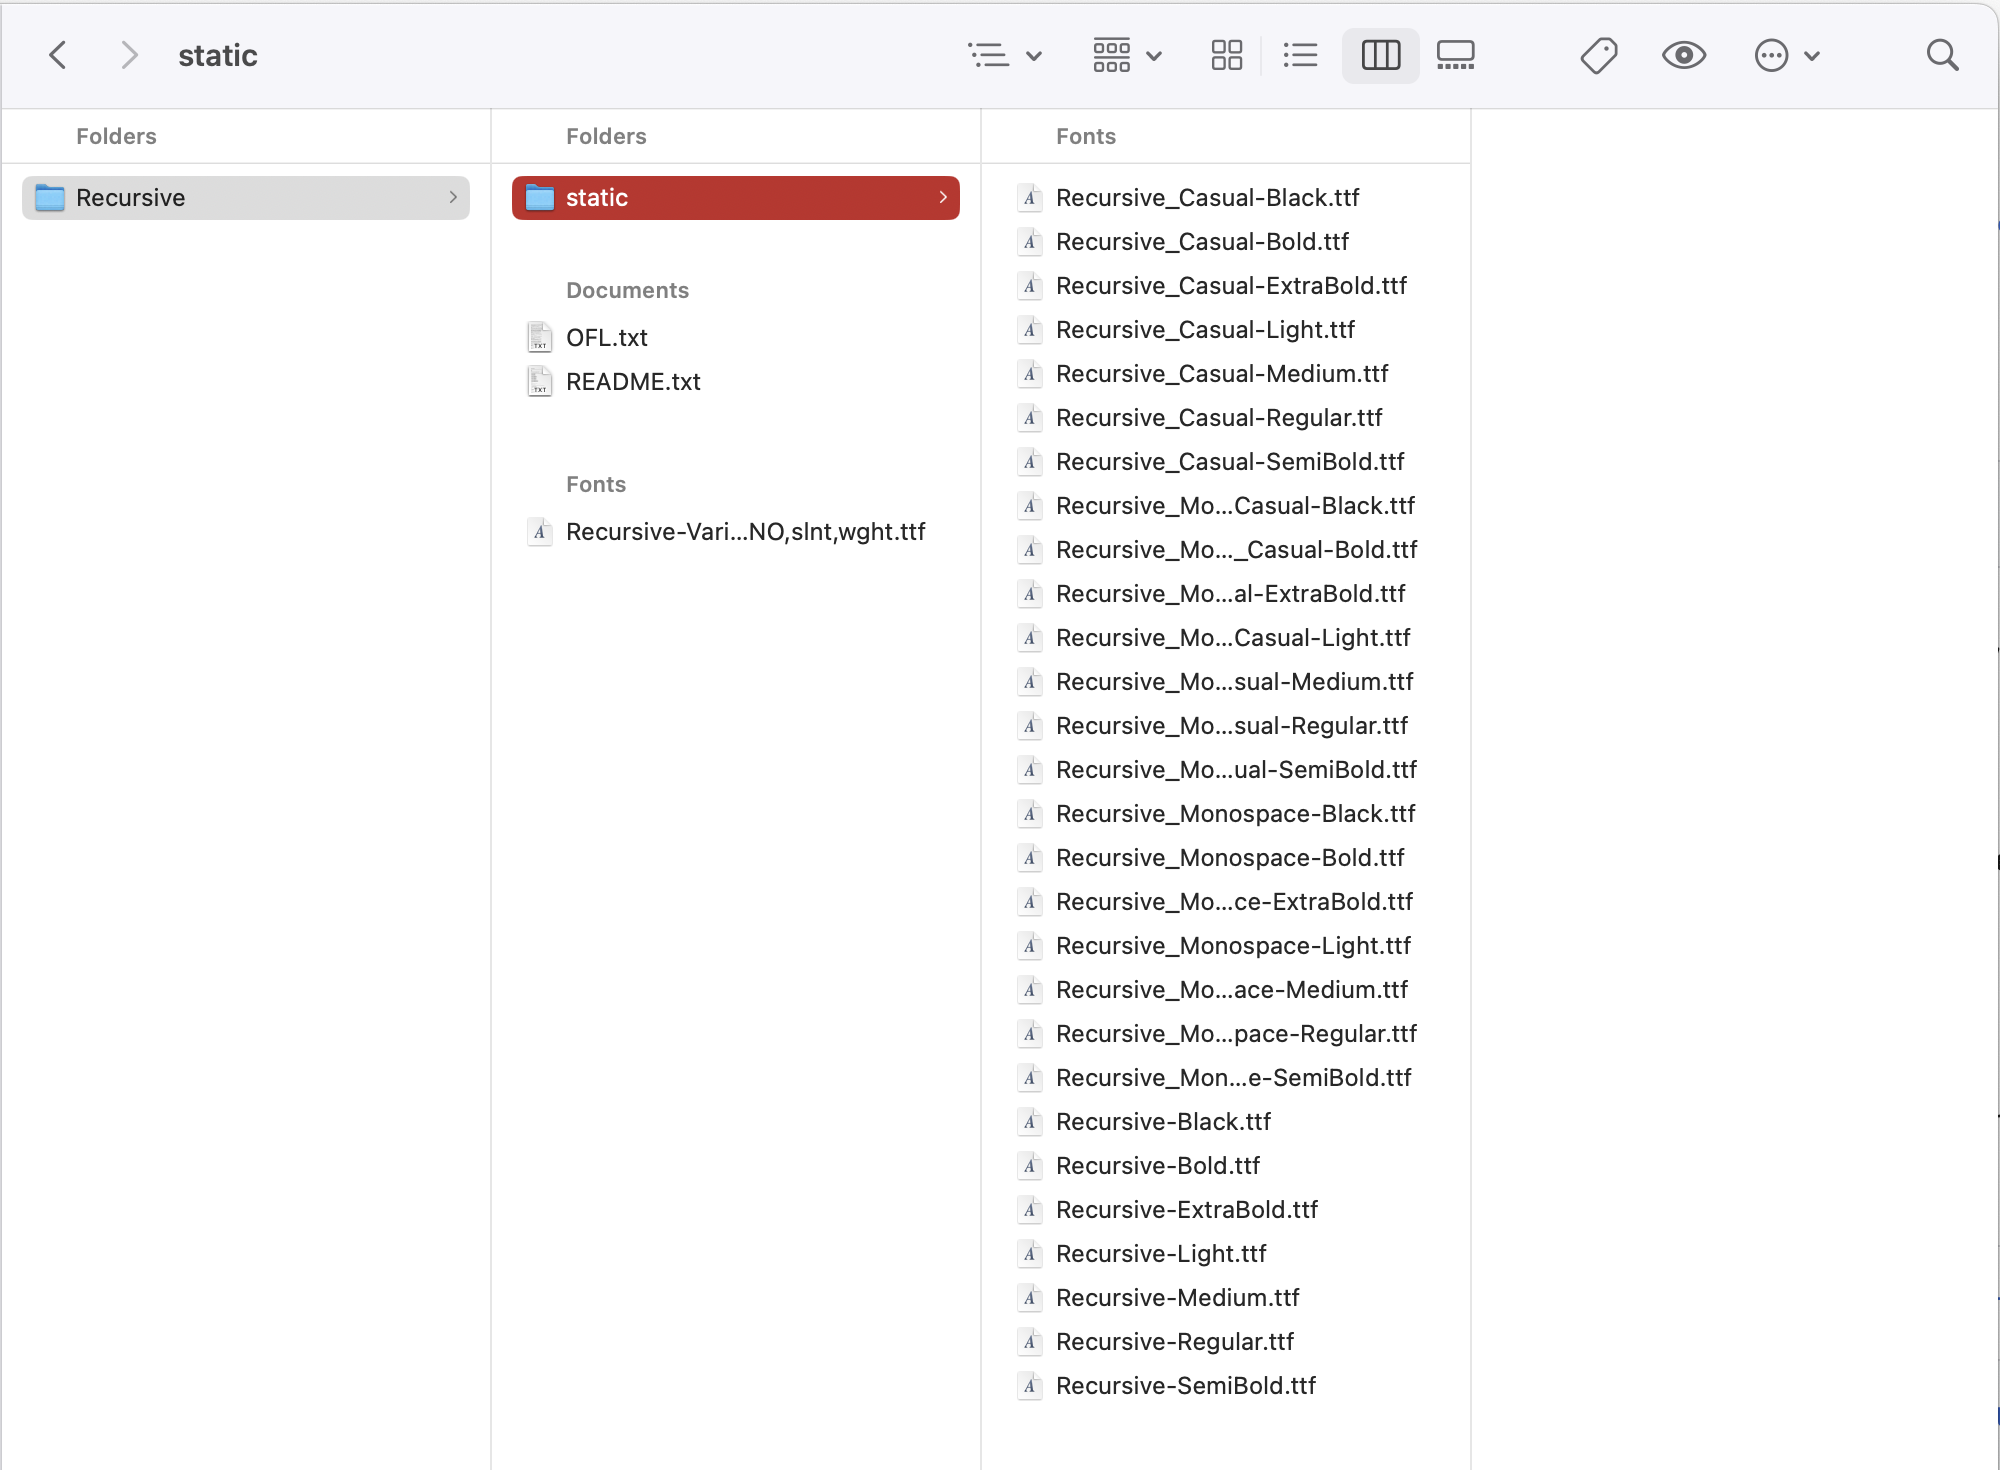 static
Folders
Recursive
Folders
static
Documents
OFL.txt
README.txt
Fonts
Recursive-Vari...NO,slnt,wght.ttf
Fonts
Recursive_Casual-Black.ttf
Recursive_Casual-Bold.ttf
Recursive_Casual-ExtraBold.ttf
Recursive_Casual-Light.ttf
Recursive_Casual-Medium.ttf
Recursive_Casual-Regular.ttf
Recursive_Casual-SemiBold.ttf
Recursive_Mo...Casual-Black.ttf
Recursive_Mo..._Casual-Bold.ttf
Recursive_Mo...al-ExtraBold.ttf
Recursive_Mo...Casual-Light.ttf
Recursive_Mo...sual-Medium.ttf
Recursive_Mo...sual-Regular.ttf
Recursive_Mo...ual-SemiBold.ttf
Recursive_Monospace-Black.ttf
Recursive_Monospace-Bold.ttf
Recursive_Mo...ce-ExtraBold.ttf
Recursive_Monospace-Light.ttf
Recursive_Mo...ace-Medium.ttf
Recursive_Mo...pace-Regular.ttf
Recursive_Mon...e-SemiBold.ttf
Recursive-Black.ttf
Recursive-Bold.ttf
Recursive-ExtraBold.ttf
Recursive-Light.ttf
Recursive-Medium.ttf
Recursive-Regular.ttf
Recursive-SemiBold.ttf